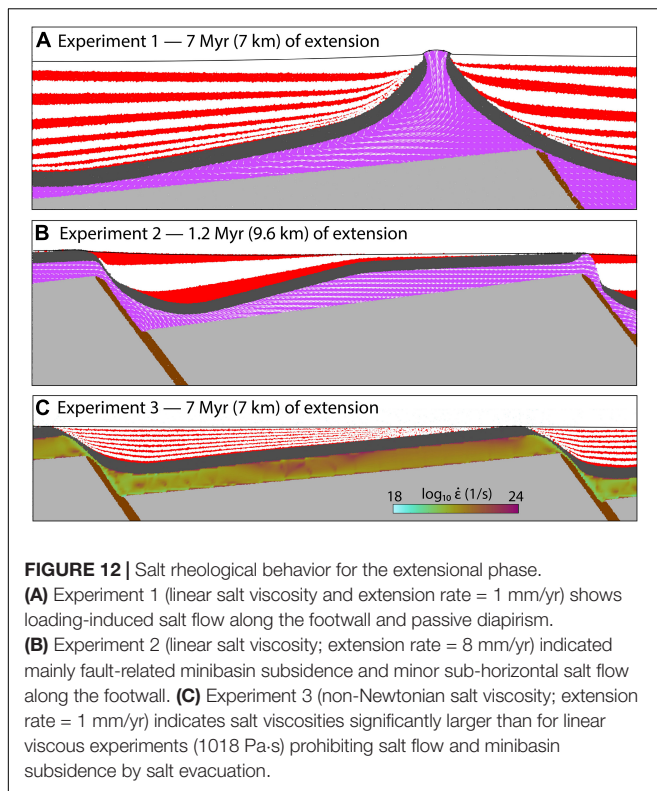 A Experiment 1 — 7 Myr (7 km) of extension
B Experiment 2 — 1.2 Myr (9.6 km) of extension
C Experiment 3 — 7 Myr (7 km) of extension
log₁₀ ε̇ (1/s)
18 24
FIGURE 12 | Salt rheological behavior for the extensional phase.
(A) Experiment 1 (linear salt viscosity and extension rate = 1 mm/yr) shows
loading-induced salt flow along the footwall and passive diapirism.
(B) Experiment 2 (linear salt viscosity; extension rate = 8 mm/yr) indicated
mainly fault-related minibasin subsidence and minor sub-horizontal salt flow
along the footwall. (C) Experiment 3 (non-Newtonian salt viscosity; extension
rate = 1 mm/yr) indicates salt viscosities significantly larger than for linear
viscous experiments (1018 Pa·s) prohibiting salt flow and minibasin
subsidence by salt evacuation.